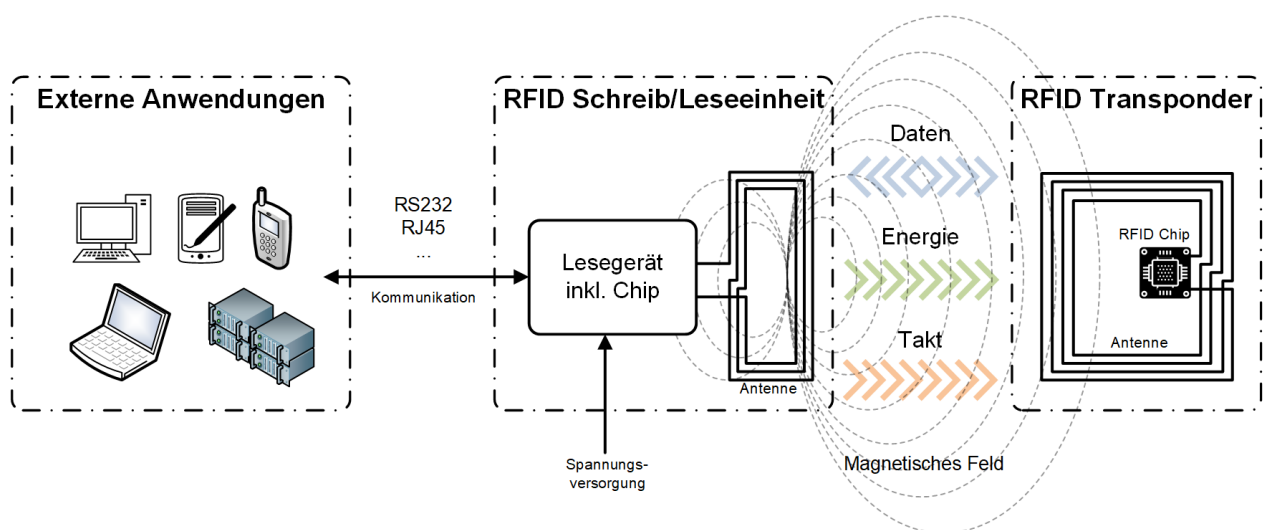 Externe Anwendungen
RS232
RJ45
...
Kommunikation
RFID Schreib/Leseeinheit
Lesegerät
inkl. Chip
Antenne
Spannungs-
versorgung
Daten
Energie
Takt
Magnetisches Feld
RFID Transponder
RFID Chip
Antenne